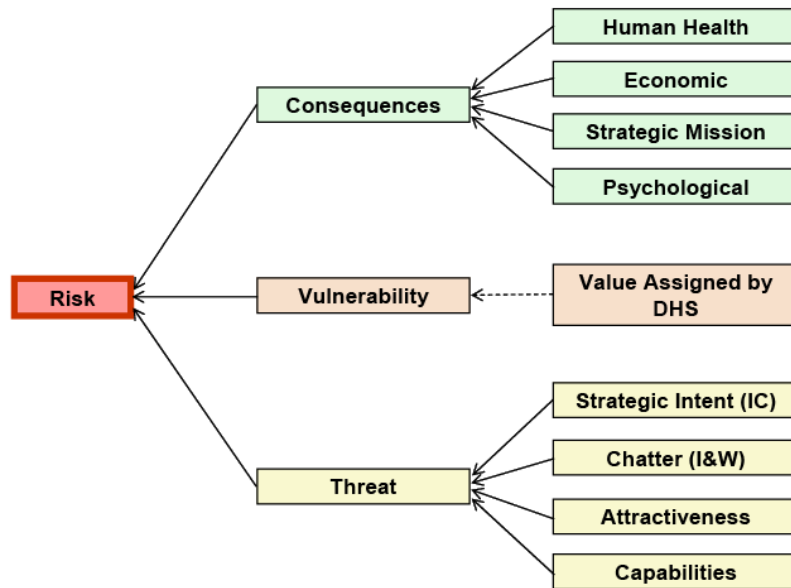 Human Health
Economic
Consequences
Strategic Mission
Psychological
Risk
Vulnerability
Value Assigned by
DHS
Strategic Intent (IC)
Chatter (I&W)
Threat
Attractiveness
Capabilities